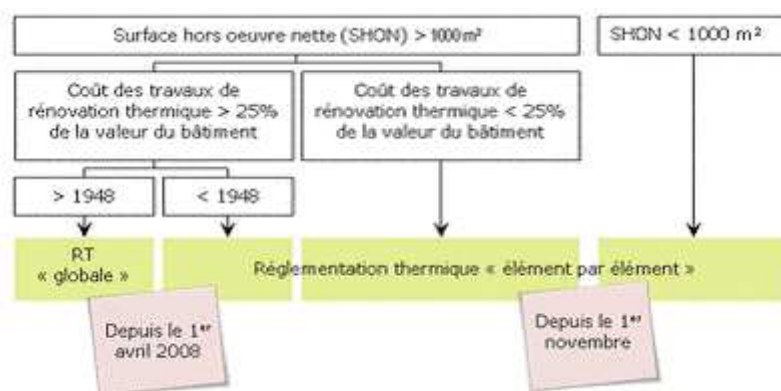 Surface hors oeuvre nette (SHON) > 1000 m²
SHON < 1000 m²
Coût des travaux de
rénovation thermique > 25%
de la valeur du bâtiment
Coût des travaux de
rénovation thermique < 25%
de la valeur du bâtiment
> 1948
< 1948
RT
« globale »
Réglementation thermique « élément par élément »
Depuis le 1er
avril 2008
Depuis le 1er
novembre